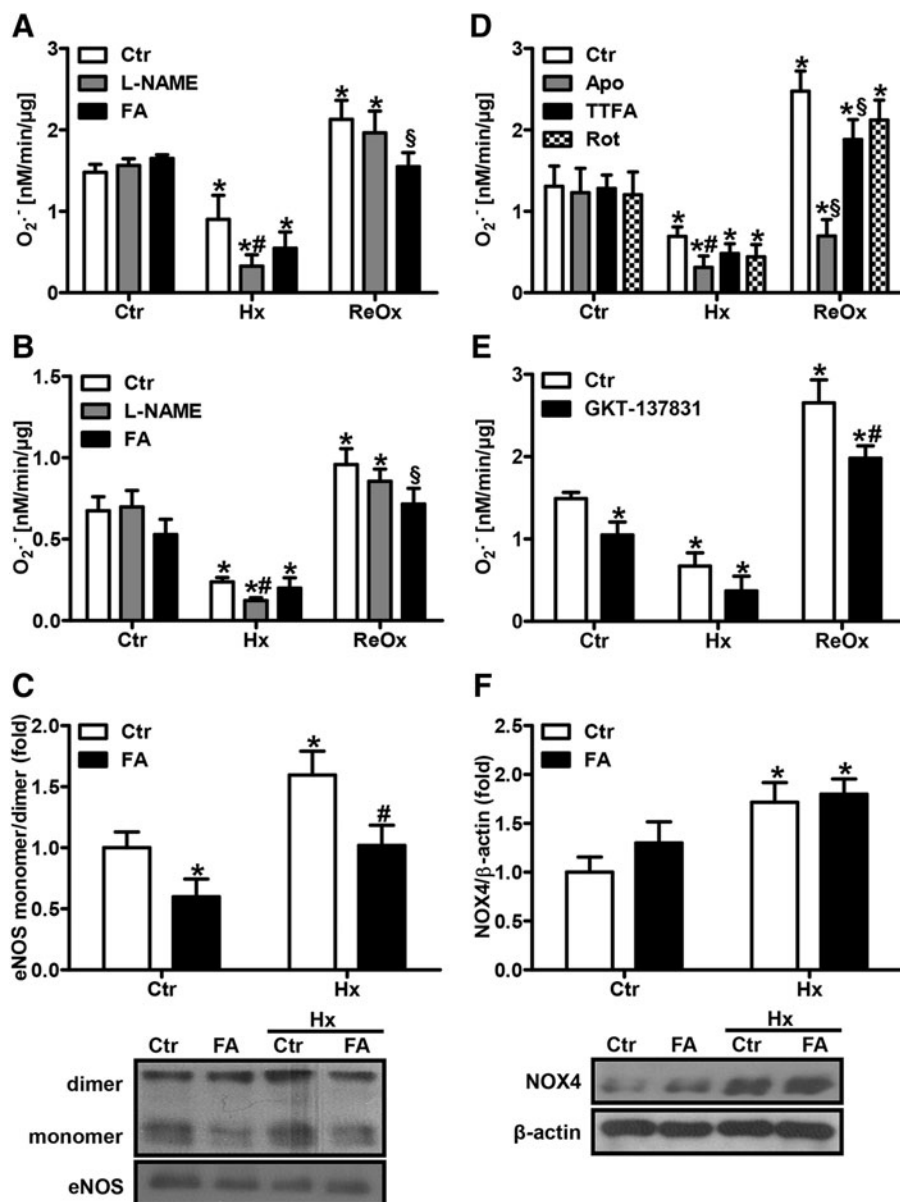 A
Ctr
L-NAME
FA
O₂·⁻ [nM/min/µg]
3
2
1
0
* * * §
* *# *
Ctr Hx ReOx
B
Ctr
L-NAME
FA
O₂·⁻ [nM/min/µg]
1.5
1.0
0.5
0.0
* * §
* *# *
Ctr Hx ReOx
C
Ctr
FA
eNOS monomer/dimer (fold)
2.0
1.5
1.0
0.5
0.0
* * #
Ctr Hx
Hx
Ctr FA Ctr FA
dimer
monomer
eNOS
D
Ctr
Apo
TTFA
Rot
O₂·⁻ [nM/min/µg]
3
2
1
0
* *§ *§ *
* *# * *
Ctr Hx ReOx
E
Ctr
GKT-137831
O₂·⁻ [nM/min/µg]
3
2
1
0
* * * * *#
Ctr Hx ReOx
F
Ctr
FA
NOX4/β-actin (fold)
2.5
2.0
1.5
1.0
0.5
0.0
* *
Ctr Hx
Hx
Ctr FA Ctr FA
NOX4
β-actin